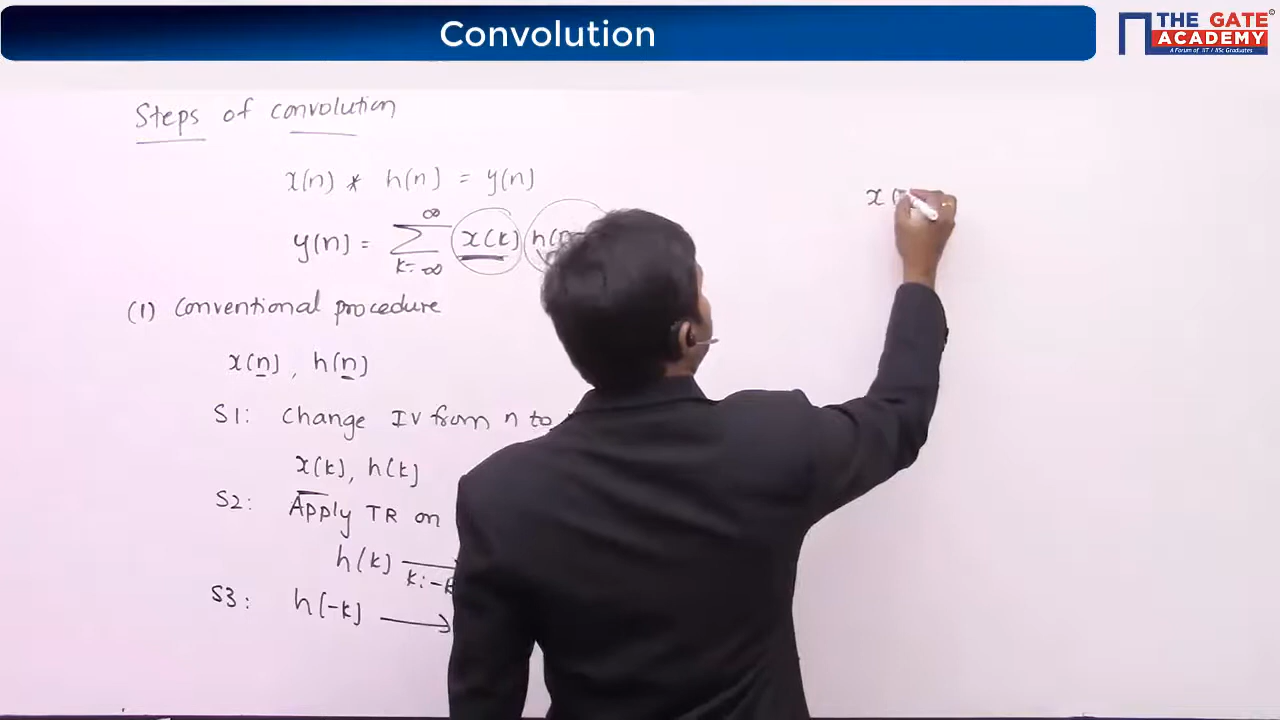 Convolution
THE GATE ACADEMY
A Forum of IIT / IISc Graduates
Steps of convolution
x(n) * h(n) = y(n)
y(n) = ∑ x(k) h(n
∞
k=-∞
(1) Conventional procedure
x(n), h(n)
S1: Change IV from n to
x(k), h(k)
S2: Apply TR on
h(k)
k:-k
S3: h(-k) →
x(